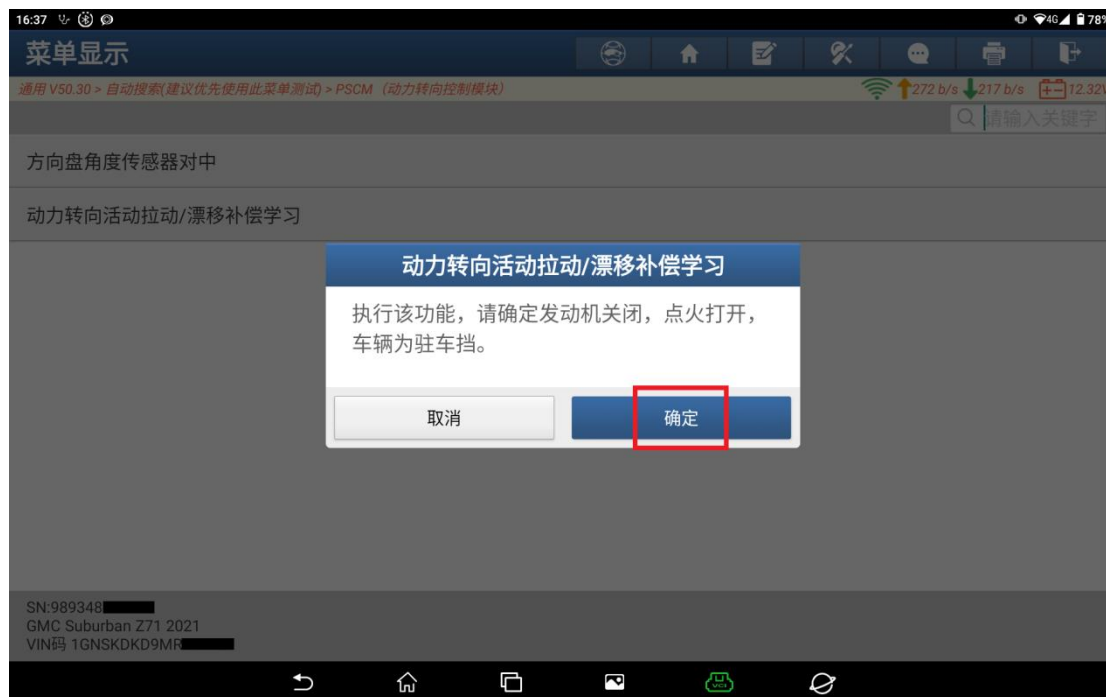 16:37
4G 78%
菜单显示
通用 V50.30 > 自动搜索(建议优先使用此菜单测试) > PSCM（动力转向控制模块）
272 b/s 217 b/s 12.32V
请输入关键字
方向盘角度传感器对中
动力转向活动拉动/漂移补偿学习
动力转向活动拉动/漂移补偿学习
执行该功能，请确定发动机关闭，点火打开，
车辆为驻车挡。
取消 确定
SN:989348
GMC Suburban Z71 2021
VIN码 1GNSKDKD9MR
VCI